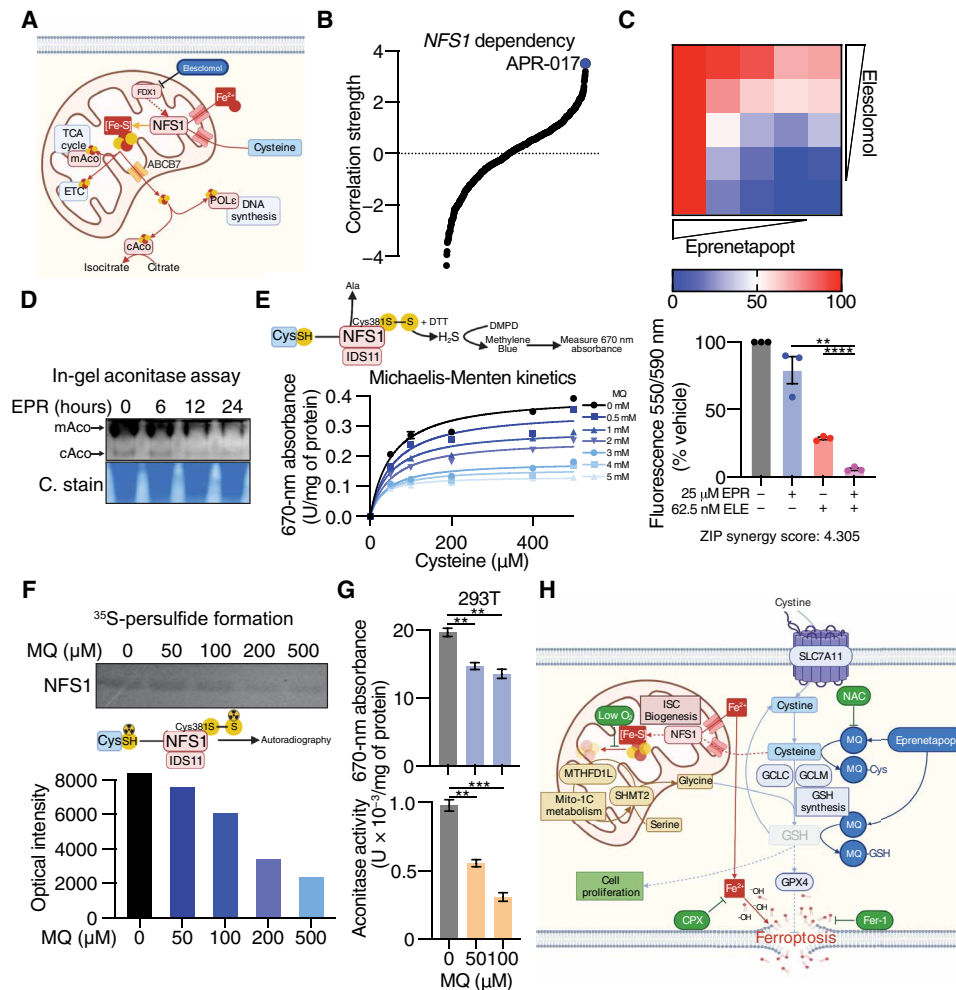 A
Elesclomol
FDX1
Fe2+
[Fe-S]
NFS1
TCA
cycle
mAco
ABCB7
Cysteine
ETC
POLε
DNA
synthesis
cAco
Isocitrate
Citrate
B
NFS1 dependency
APR-017
Correlation strength
4
2
0
−2
−4
C
Elesclomol
Eprenetapopt
0
50
100
Fluorescence 550/590 nm
(% vehicle)
100
50
0
**
****
25 μM EPR
−
+
−
+
62.5 nM ELE
−
−
+
+
ZIP synergy score: 4.305
D
In-gel aconitase assay
EPR (hours)
0
6
12
24
mAco
cAco
C. stain
E
Ala
CysSH
NFS1
IDS11
Cys381S
S
+ DTT
H2S
DMPD
Methylene
Blue
Measure 670 nm
absorbance
Michaelis-Menten kinetics
670-nm absorbance
(U/mg of protein)
0.4
0.3
0.2
0.1
0.0
0
200
400
Cysteine (μM)
MQ
0 mM
0.5 mM
1 mM
2 mM
3 mM
4 mM
5 mM
F
35S-persulfide formation
MQ (μM)
0
50
100
200
500
NFS1
CysSH
NFS1
IDS11
Cys381S
S
Autoradiography
Optical intensity
8000
6000
4000
2000
0
MQ (μM)
0
50
100
200
500
G
293T
**
**
670-nm absorbance
20
10
0
***
**
Aconitase activity
(U × 10−3/mg of protein)
1.0
0.5
0
0
50
100
MQ (μM)
H
Cystine
SLC7A11
NAC
Cystine
Low O2
ISC
Biogenesis
Fe2+
[Fe-S]
NFS1
Cysteine
MQ
Eprenetapopt
MQ
Cys
MTHFD1L
Mito-1C
metabolism
SHMT2
Glycine
Serine
GCLC
GCLM
GSH
synthesis
MQ
GSH
MQ
GSH
Cell
proliferation
GPX4
Fe2+
·OH
·OH
·OH
CPX
Fer-1
Ferroptosis